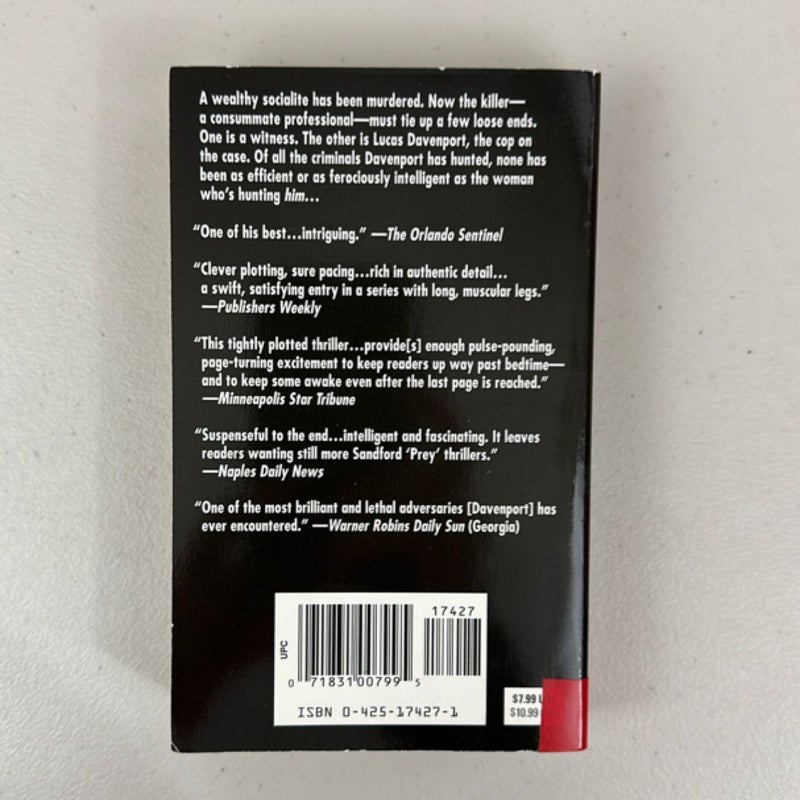 A wealthy socialite has been murdered. Now the killer—
a consummate professional—must tie up a few loose ends.
One is a witness. The other is Lucas Davenport, the cop on
the case. Of all the criminals Davenport has hunted, none has
been as efficient or as ferociously intelligent as the woman
who's hunting him...
“One of his best...intriguing.” —The Orlando Sentinel
“Clever plotting, sure pacing...rich in authentic detail...
a swift, satisfying entry in a series with long, muscular legs.”
—Publishers Weekly
“This tightly plotted thriller...provide[s] enough pulse-pounding,
page-turning excitement to keep readers up way past bedtime—
and to keep some awake even after the last page is reached.”
—Minneapolis Star Tribune
“Suspenseful to the end...intelligent and fascinating. It leaves
readers wanting still more Sandford ‘Prey’ thrillers.”
—Naples Daily News
“One of the most brilliant and lethal adversaries [Davenport] has
ever encountered.” —Warner Robins Daily Sun (Georgia)
17427
UPC
0 71831 00799 5
ISBN 0-425-17427-1
$7.99
$10.99